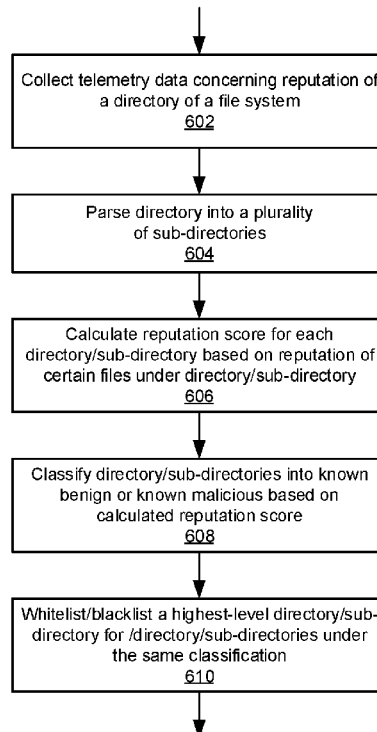 Collect telemetry data concerning reputation of
a directory of a file system
602
Parse directory into a plurality
of sub-directories
604
Calculate reputation score for each
directory/sub-directory based on reputation of
certain files under directory/sub-directory
606
Classify directory/sub-directories into known
benign or known malicious based on
calculated reputation score
608
Whitelist/blacklist a highest-level directory/sub-
directory for /directory/sub-directories under
the same classification
610